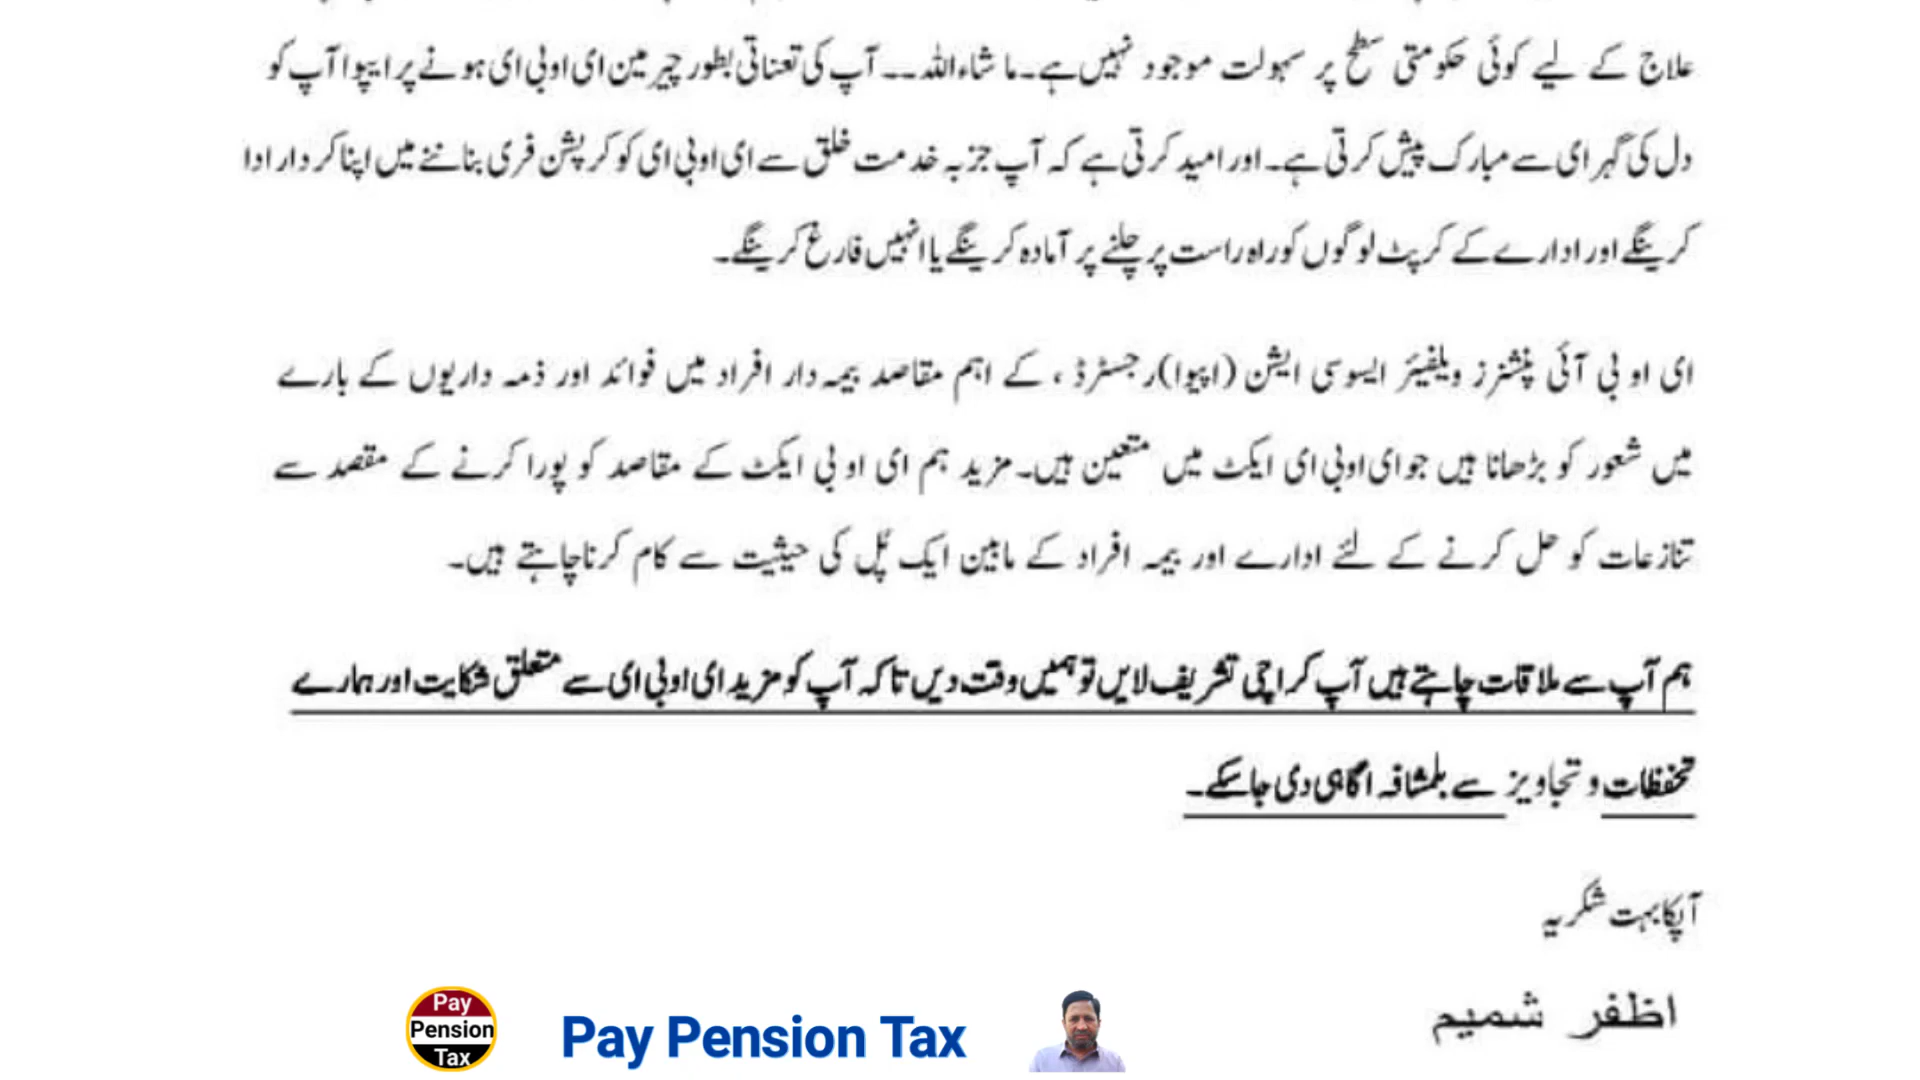 علاج کے لیے کوئی حکومتی سطح پر سہولت موجود نہیں ہے۔ ما شاء اللہ۔۔ آپ کی تعناتی بطور چیرمین ای او بی ای ہونے پر ایپوا آپ کو
دل کی گہرای سے مبارک پیش کرتی ہے۔ اور امید کرتی ہے کہ آپ جزبہ خدمت خلق سے ای او بی ای کو کرپشن فری بناننے میں اپنا کردار ادا
کرینگے اور ادارے کے کرپٹ لوگوں کو راہ راست پر چلنے پر آمادہ کرینگے یا انہیں فارغ کرینگے۔
ای او بی آئی پنشنرز ویلفیئر ایسوسی ایشن (اپیوا) رجسٹرڈ ، کے اہم مقاصد بیمہ دار افراد میں فوائد اور ذمہ داریوں کے بارے
میں شعور کو بڑھانا ہیں جو ای او بی ای ایکٹ میں متعین ہیں۔ مزید ہم ای او بی ایکٹ کے مقاصد کو پورا کرنے کے مقصد سے
تنازعات کو حل کرنے کے لئے ادارے اور بیمہ افراد کے مابین ایک پُل کی حیثیت سے کام کرنا چاہتے ہیں۔
ہم آپ سے ملاقات چاہتے ہیں آپ کراچی تشریف لایں تو ہمیں وقت دیں تاکہ آپ کو مزید ای او بی ای سے متعلق شکایت اور ہمارے
تحفظات و تجاویز سے بلمشافہ اگاہی دی جا سکے۔
آپکا بہت شکریہ
اظفر شمیم
Pay
Pension
Tax
Pay Pension Tax